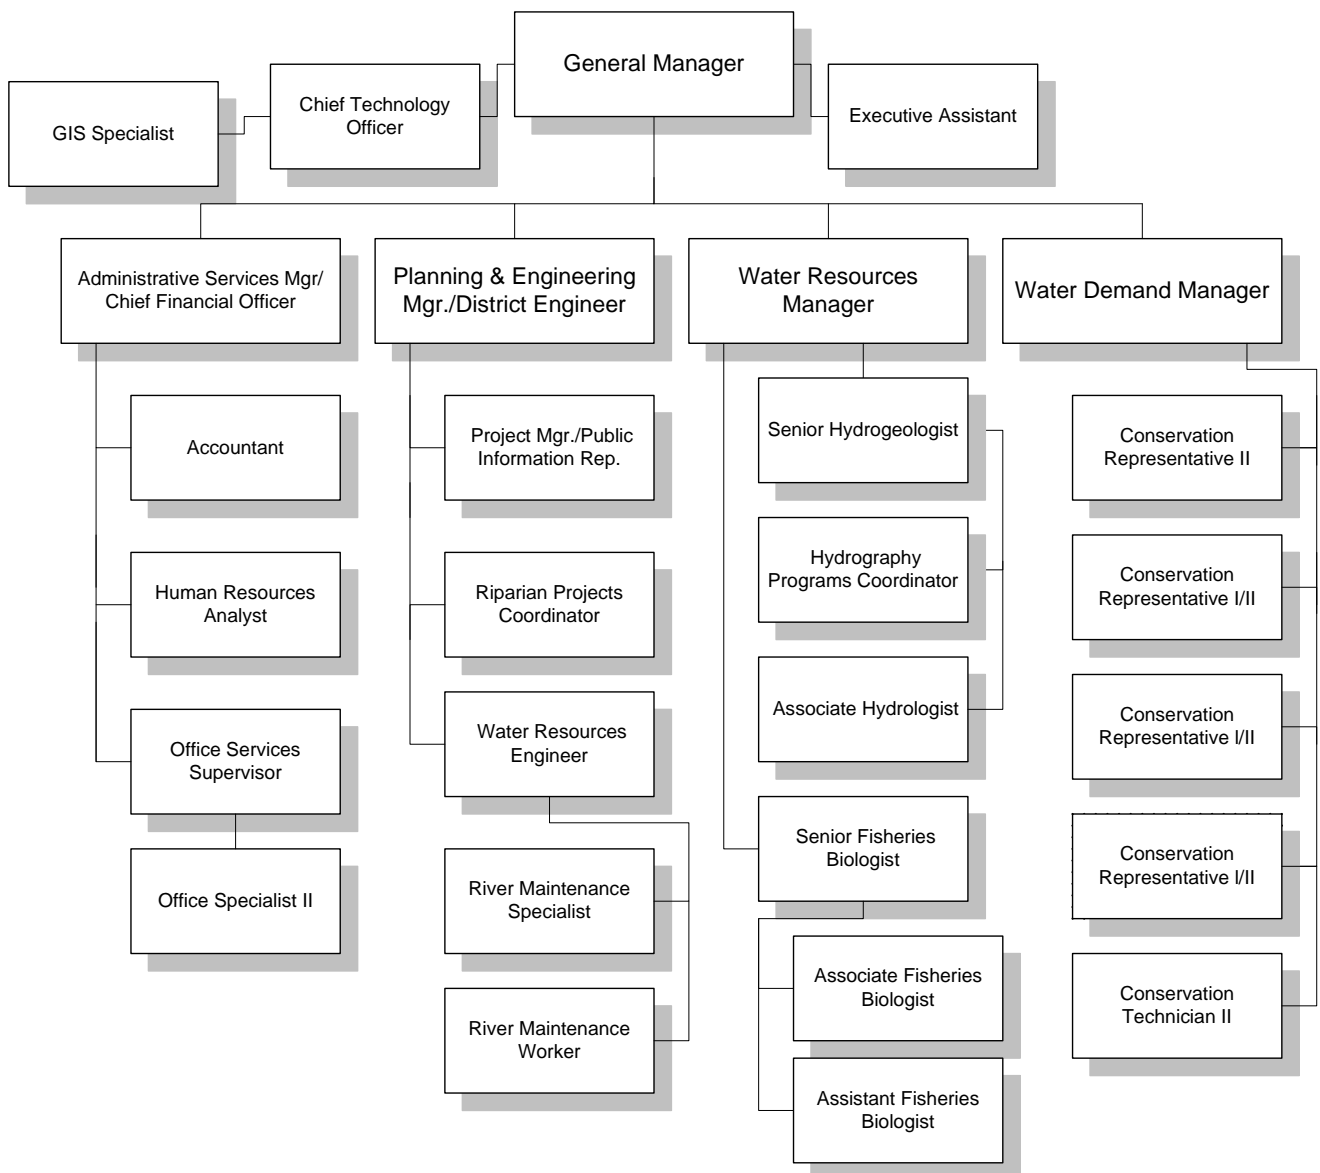 General Manager
Chief Technology
Officer
GIS Specialist
Executive Assistant
Administrative Services Mgr/
Chief Financial Officer
Planning & Engineering
Mgr./District Engineer
Water Resources
Manager
Water Demand Manager
Accountant
Human Resources
Analyst
Office Services
Supervisor
Office Specialist II
Project Mgr./Public
Information Rep.
Riparian Projects
Coordinator
Water Resources
Engineer
River Maintenance
Specialist
River Maintenance
Worker
Senior Hydrogeologist
Hydrography
Programs Coordinator
Associate Hydrologist
Senior Fisheries
Biologist
Associate Fisheries
Biologist
Assistant Fisheries
Biologist
Conservation
Representative II
Conservation
Representative I/II
Conservation
Representative I/II
Conservation
Representative I/II
Conservation
Technician II